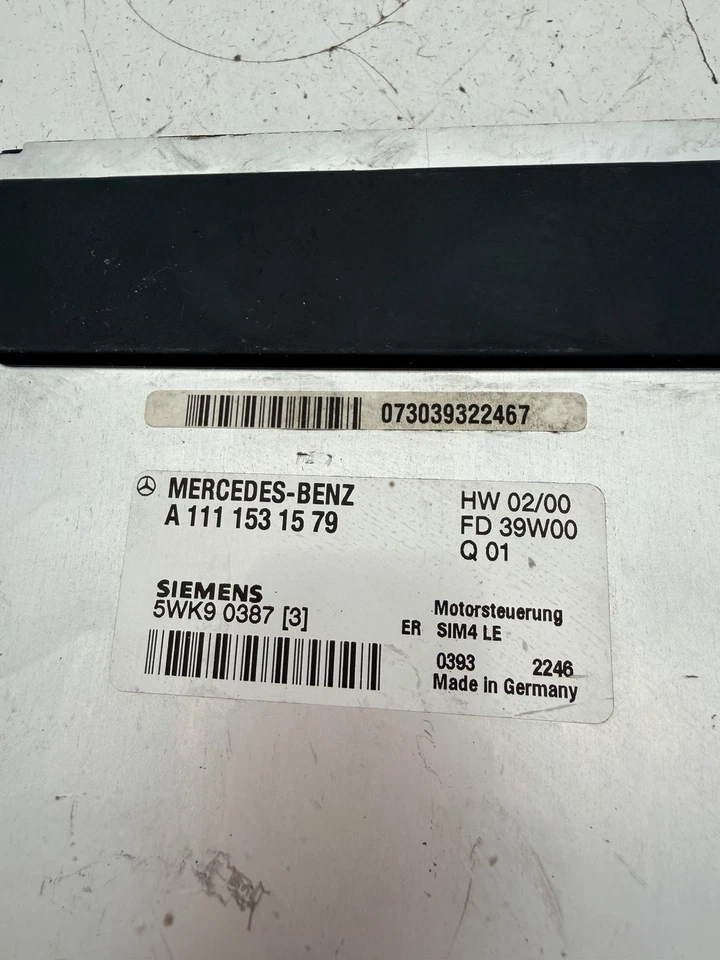 073039322467
MERCEDES-BENZ
A 111 153 15 79
HW 02/00
FD 39W00
Q 01
SIEMENS
5WK9 0387 [3]
Motorsteuerung
ER SIM4 LE
0393 2246
Made in Germany